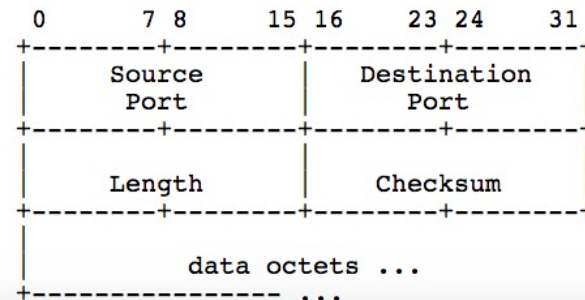 0 7 8 15 16 23 24 31
+--------+--------+--------+--------+
| Source | Destination |
| Port | Port |
+--------+--------+--------+--------+
| Length | Checksum |
+--------+--------+--------+--------+
| data octets ...
+---------------- ...